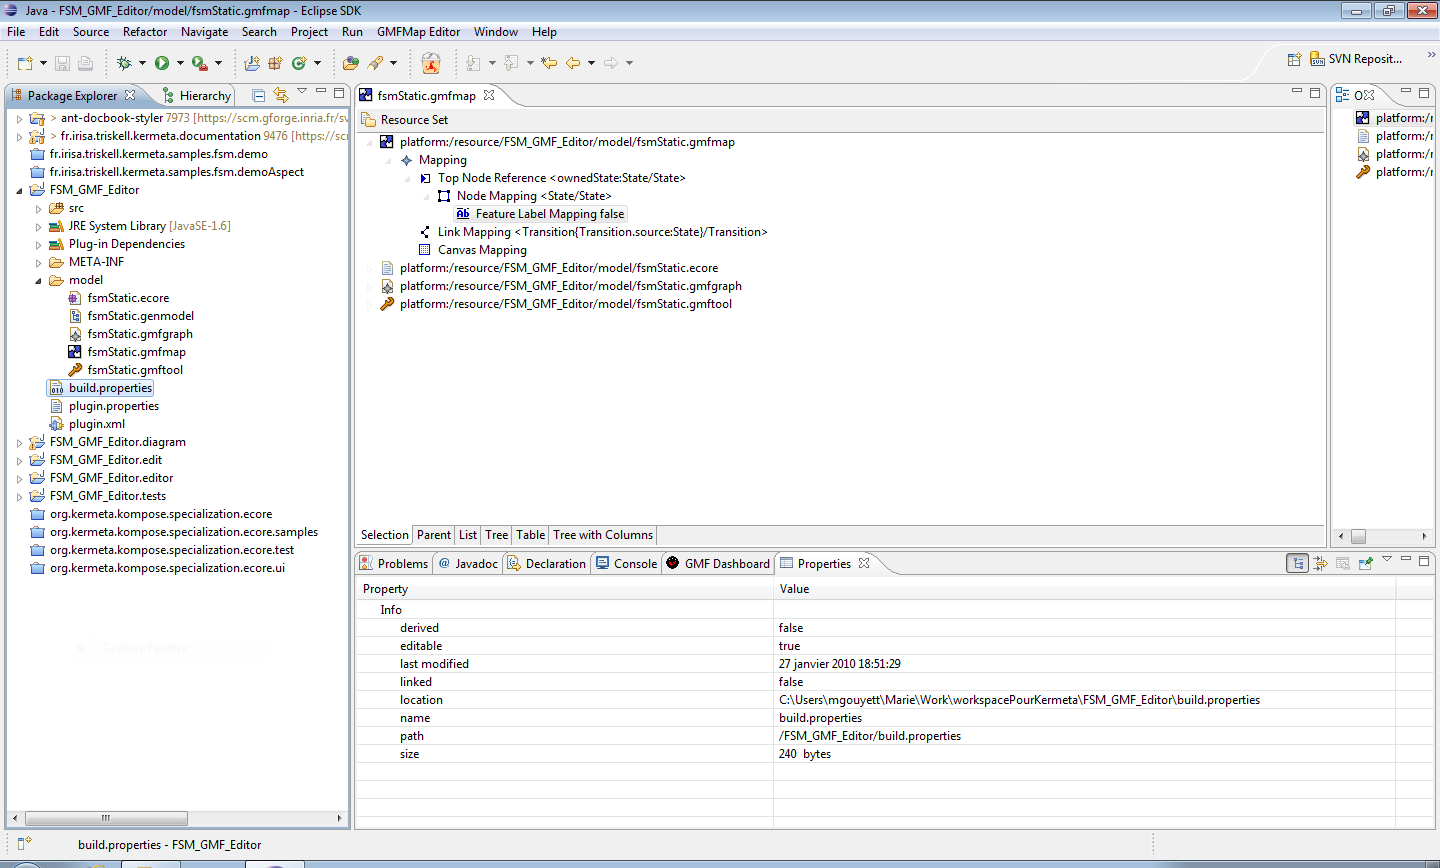 Java - FSM_GMF_Editor/model/fsmStatic.gmfmap - Eclipse SDK
File Edit Source Refactor Navigate Search Project Run GMFMap Editor Window Help
SVN Reposit...
Package Explorer
Hierarchy
> ant-docbook-styler 7973 [https://scm.gforge.inria.fr/sv
> fr.irisa.triskell.kermeta.documentation 9476 [https://sc
fr.irisa.triskell.kermeta.samples.fsm.demo
fr.irisa.triskell.kermeta.samples.fsm.demoAspect
FSM_GMF_Editor
src
JRE System Library [JavaSE-1.6]
Plug-in Dependencies
META-INF
model
fsmStatic.ecore
fsmStatic.genmodel
fsmStatic.gmfgraph
fsmStatic.gmfmap
fsmStatic.gmftool
build.properties
plugin.properties
plugin.xml
FSM_GMF_Editor.diagram
FSM_GMF_Editor.edit
FSM_GMF_Editor.editor
FSM_GMF_Editor.tests
org.kermeta.kompose.specialization.ecore
org.kermeta.kompose.specialization.ecore.samples
org.kermeta.kompose.specialization.ecore.test
org.kermeta.kompose.specialization.ecore.ui
Capture Fenêtre
fsmStatic.gmfmap
Resource Set
platform:/resource/FSM_GMF_Editor/model/fsmStatic.gmfmap
Mapping
Top Node Reference <ownedState:State/State>
Node Mapping <State/State>
Feature Label Mapping false
Link Mapping <Transition{Transition.source:State}/Transition>
Canvas Mapping
platform:/resource/FSM_GMF_Editor/model/fsmStatic.ecore
platform:/resource/FSM_GMF_Editor/model/fsmStatic.gmfgraph
platform:/resource/FSM_GMF_Editor/model/fsmStatic.gmftool
Selection Parent List Tree Table Tree with Columns
O
platform:/r
platform:/r
platform:/r
platform:/r
Problems Javadoc Declaration Console GMF Dashboard Properties
Property Value
Info
derived false
editable true
last modified 27 janvier 2010 18:51:29
linked false
location C:\Users\mgouyett\Marie\Work\workspacePourKermeta\FSM_GMF_Editor\build.properties
name build.properties
path /FSM_GMF_Editor/build.properties
size 240 bytes
build.properties - FSM_GMF_Editor